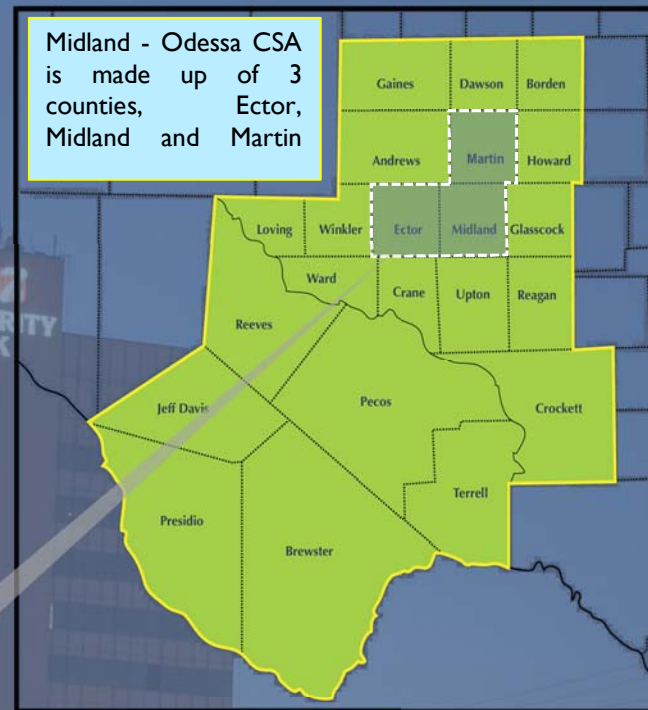 Midland - Odessa CSA
is made up of 3
counties, Ector,
Midland and Martin
Gaines Dawson Borden
Andrews Martin Howard
Loving Winkler Ector Midland Glasscock
Ward Crane Upton Reagan
Reeves
Jeff Davis Pecos Crockett
Terrell
Presidio
Brewster